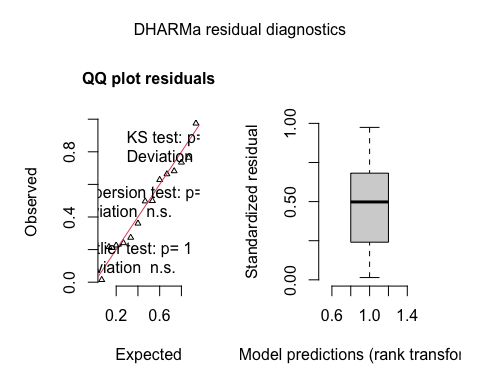 DHARMa residual diagnostics
QQ plot residuals
KS test: p=
Deviation
persion test: p=
iation n.s.
lier test: p= 1
viation n.s.
Observed
0.0
0.4
0.8
0.2
0.6
Expected
Standardized residual
0.00
0.50
1.00
0.6
1.0
1.4
Model predictions (rank transfor